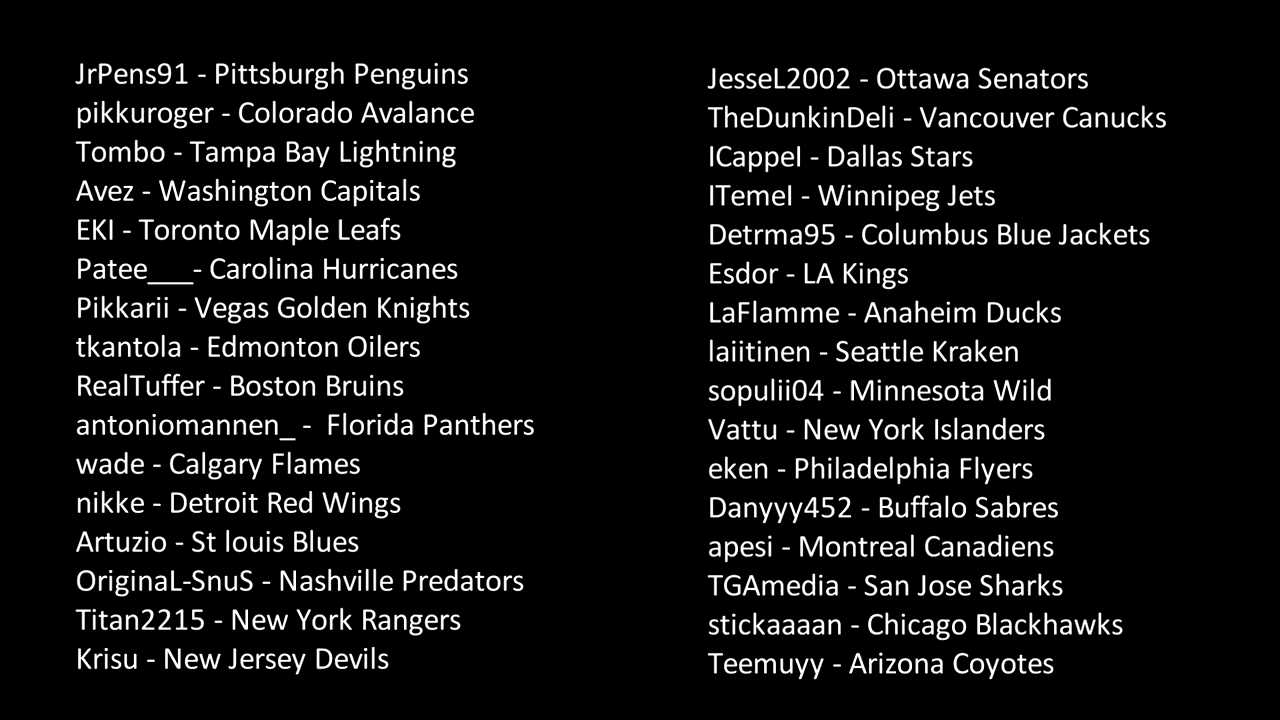 JrPens91 - Pittsburgh Penguins
pikkuroger - Colorado Avalance
Tombo - Tampa Bay Lightning
Avez - Washington Capitals
EKI - Toronto Maple Leafs
Patee___- Carolina Hurricanes
Pikkarii - Vegas Golden Knights
tkantola - Edmonton Oilers
RealTuffer - Boston Bruins
antoniomannen_ -  Florida Panthers
wade - Calgary Flames
nikke - Detroit Red Wings
Artuzio - St louis Blues
OriginaL-SnuS - Nashville Predators
Titan2215 - New York Rangers
Krisu - New Jersey Devils
JesseL2002 - Ottawa Senators
TheDunkinDeli - Vancouver Canucks
ICappeI - Dallas Stars
ITemeI - Winnipeg Jets
Detrma95 - Columbus Blue Jackets
Esdor - LA Kings
LaFlamme - Anaheim Ducks
laiitinen - Seattle Kraken
sopulii04 - Minnesota Wild
Vattu - New York Islanders
eken - Philadelphia Flyers
Danyyy452 - Buffalo Sabres
apesi - Montreal Canadiens
TGAmedia - San Jose Sharks
stickaaaan - Chicago Blackhawks
Teemuyy - Arizona Coyotes